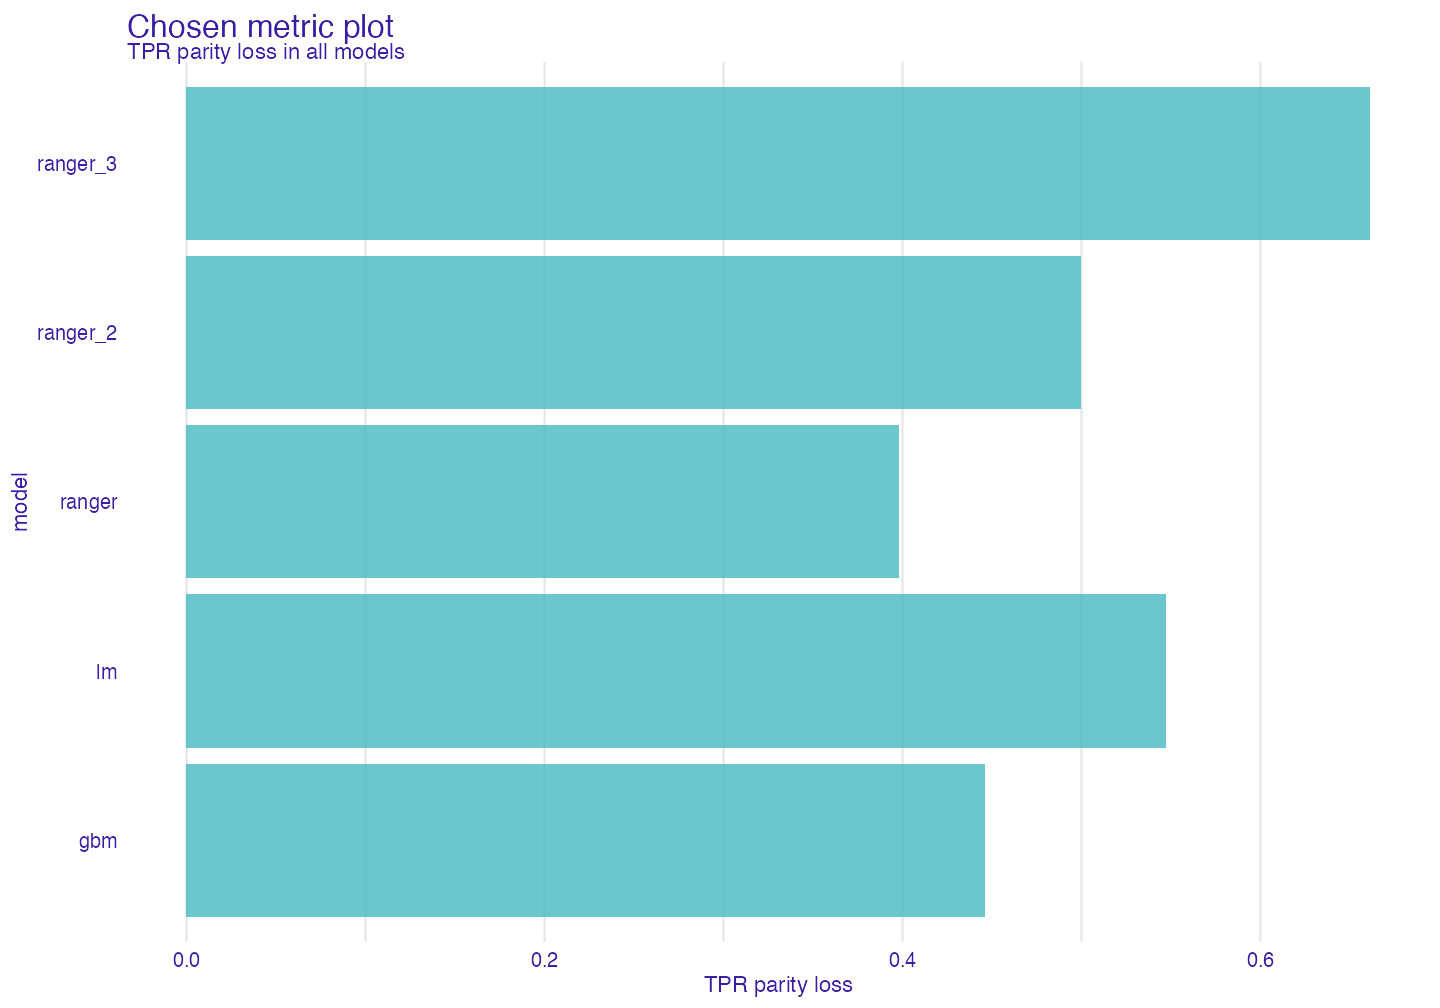 Chosen metric plot
TPR parity loss in all models
ranger_3
ranger_2
ranger
lm
gbm
model
0.0
0.2
0.4
0.6
TPR parity loss